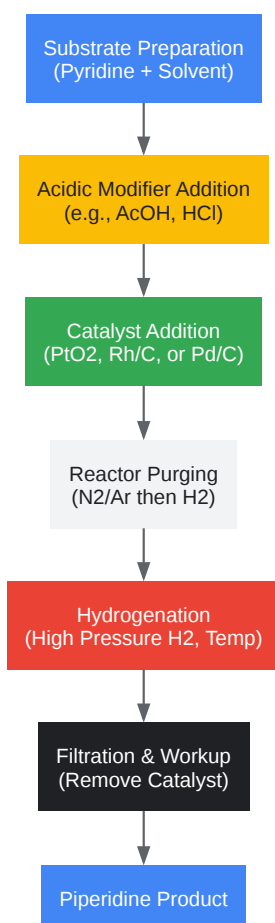 Substrate Preparation
(Pyridine + Solvent)
Acidic Modifier Addition
(e.g., AcOH, HCl)
Catalyst Addition
(PtO2, Rh/C, or Pd/C)
Reactor Purging
(N2/Ar then H2)
Hydrogenation
(High Pressure H2, Temp)
Filtration & Workup
(Remove Catalyst)
Piperidine Product